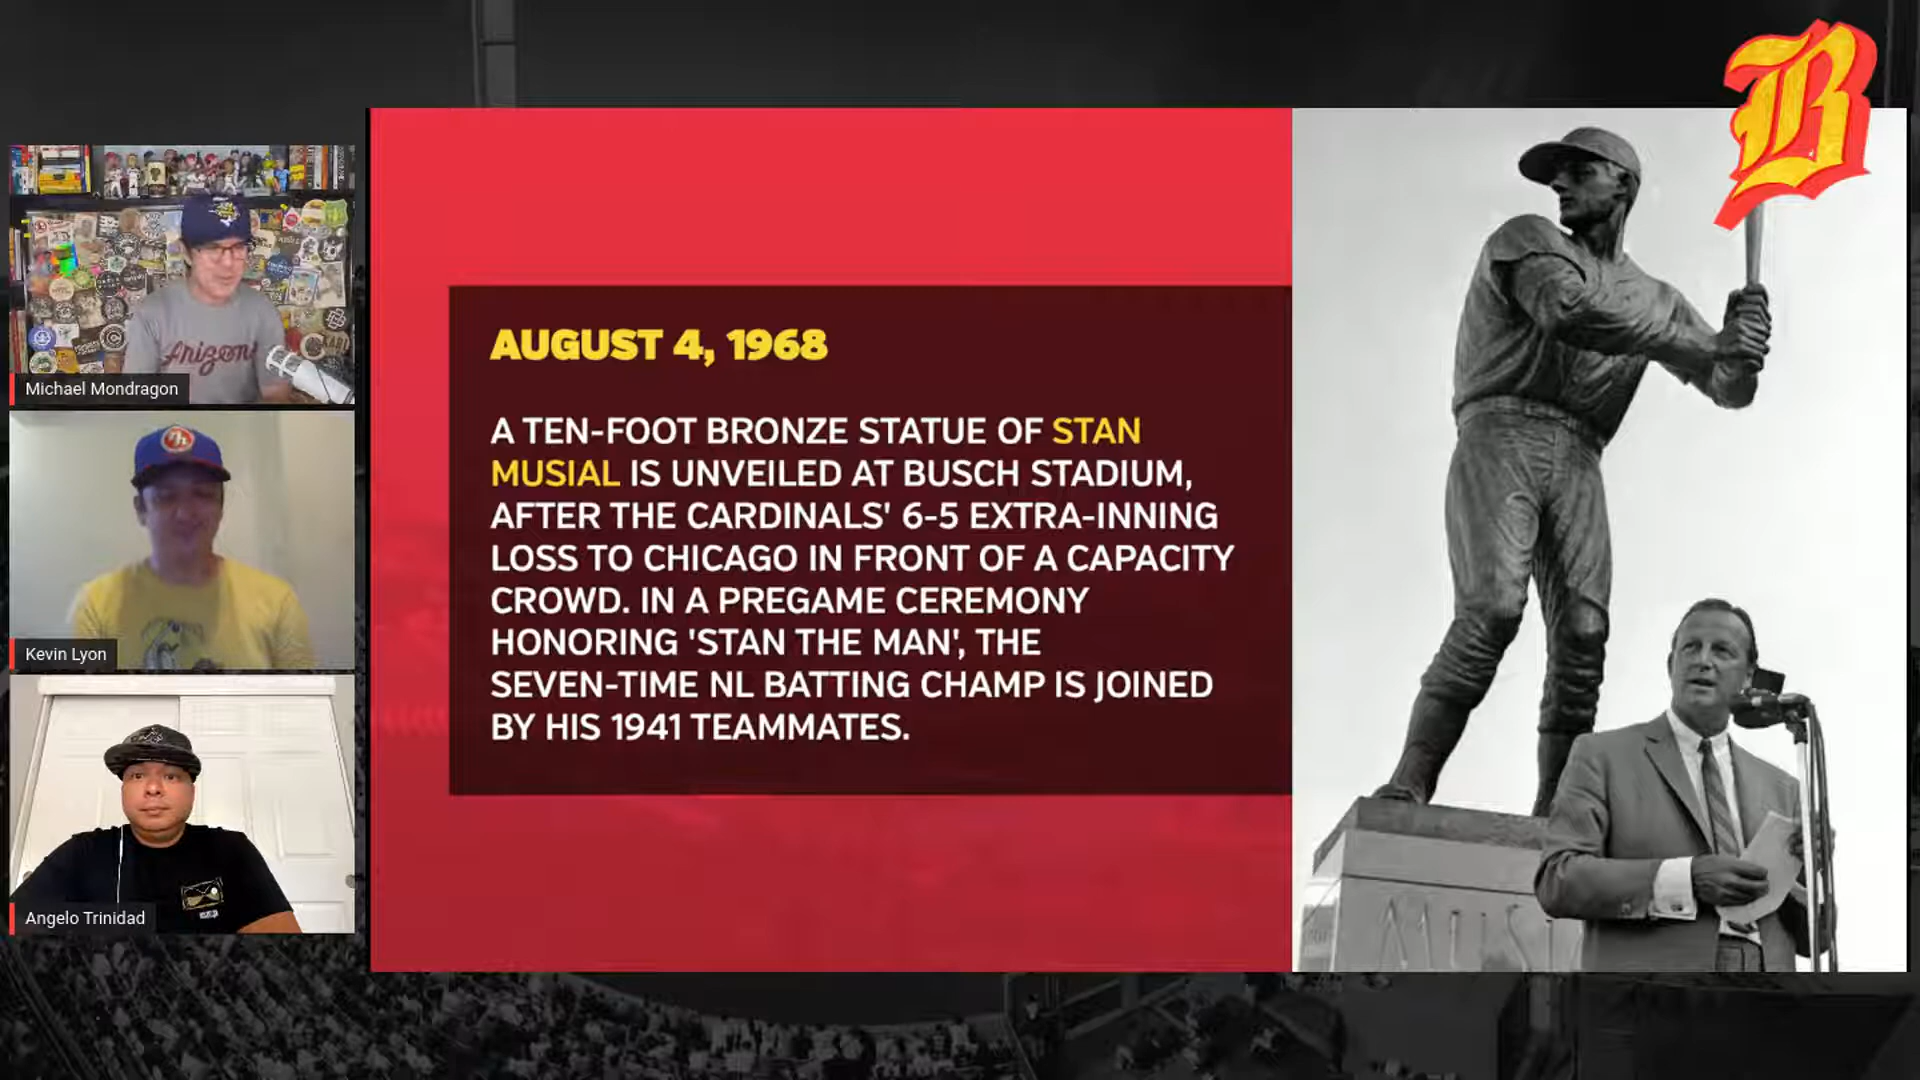 B
Arizona
Michael Mondragon
Kevin Lyon
Angelo Trinidad
AUGUST 4, 1968
A TEN-FOOT BRONZE STATUE OF STAN
MUSIAL IS UNVEILED AT BUSCH STADIUM,
AFTER THE CARDINALS' 6-5 EXTRA-INNING
LOSS TO CHICAGO IN FRONT OF A CAPACITY
CROWD. IN A PREGAME CEREMONY
HONORING 'STAN THE MAN', THE
SEVEN-TIME NL BATTING CHAMP IS JOINED
BY HIS 1941 TEAMMATES.
MUSI